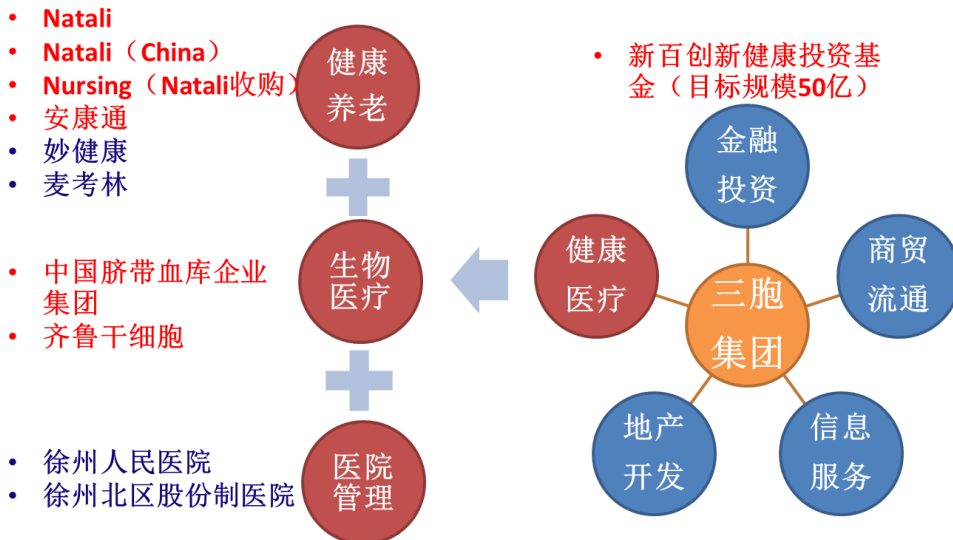 Natali
Natali（China）
Nursing（Natali收购）
安康通
妙健康
麦考林
健康
养老
中国脐带血库企业
集团
齐鲁干细胞
生物
医疗
徐州人民医院
徐州北区股份制医院
医院
管理
新百创新健康投资基
金（目标规模50亿）
金融
投资
健康
医疗
商贸
流通
三胞
集团
地产
开发
信息
服务